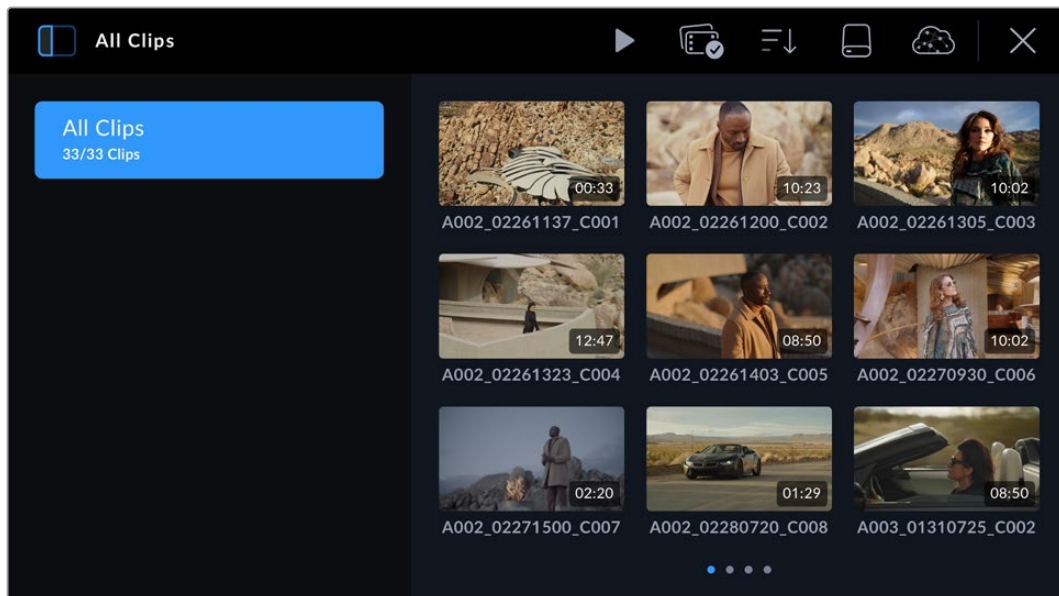 All Clips
All Clips
33/33 Clips
00:33
10:23
10:02
A002_02261137_C001
A002_02261200_C002
A002_02261305_C003
12:47
08:50
10:02
A002_02261323_C004
A002_02261403_C005
A002_02270930_C006
02:20
01:29
08:50
A002_02271500_C007
A002_02280720_C008
A003_01310725_C002